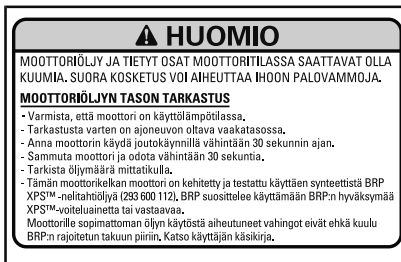 ⚠ HUOMIO
MOOTTORIÖLJY JA TIETYT OSAT MOOTTORITILASSA SAATTAVAT OLLA
KUUMIA. SUORA KOSKETUS VOI AIHEUTTAA IHOON PALOVAMMOJA.
MOOTTORIÖLJYN TASON TARKASTUS
- Varmista, että moottori on käyttölämpötilassa.
- Tarkastusta varten on ajoneuvon oltava vaakatasossa.
- Anna moottorin käydä joutokäynnillä vähintään 30 sekunnin ajan.
- Sammuta moottori ja odota vähintään 30 sekuntia.
- Tarkista öljymäärä mittatikulla.
- Tämän moottorikelkan moottori on kehitetty ja testattu käyttäen synteettistä BRP
XPS™ -nelitahtiöljyä (293 600 112). BRP suosittelee käyttämään BRP:n hyväksymää
XPS™-voiteluainetta tai vastaavaa.
Moottorille sopimattoman öljyn käytöstä aiheutuneet vahingot eivät ehkä kuulu
BRP:n rajoitetun takuun piiriin. Katso käyttäjän käsikirja.